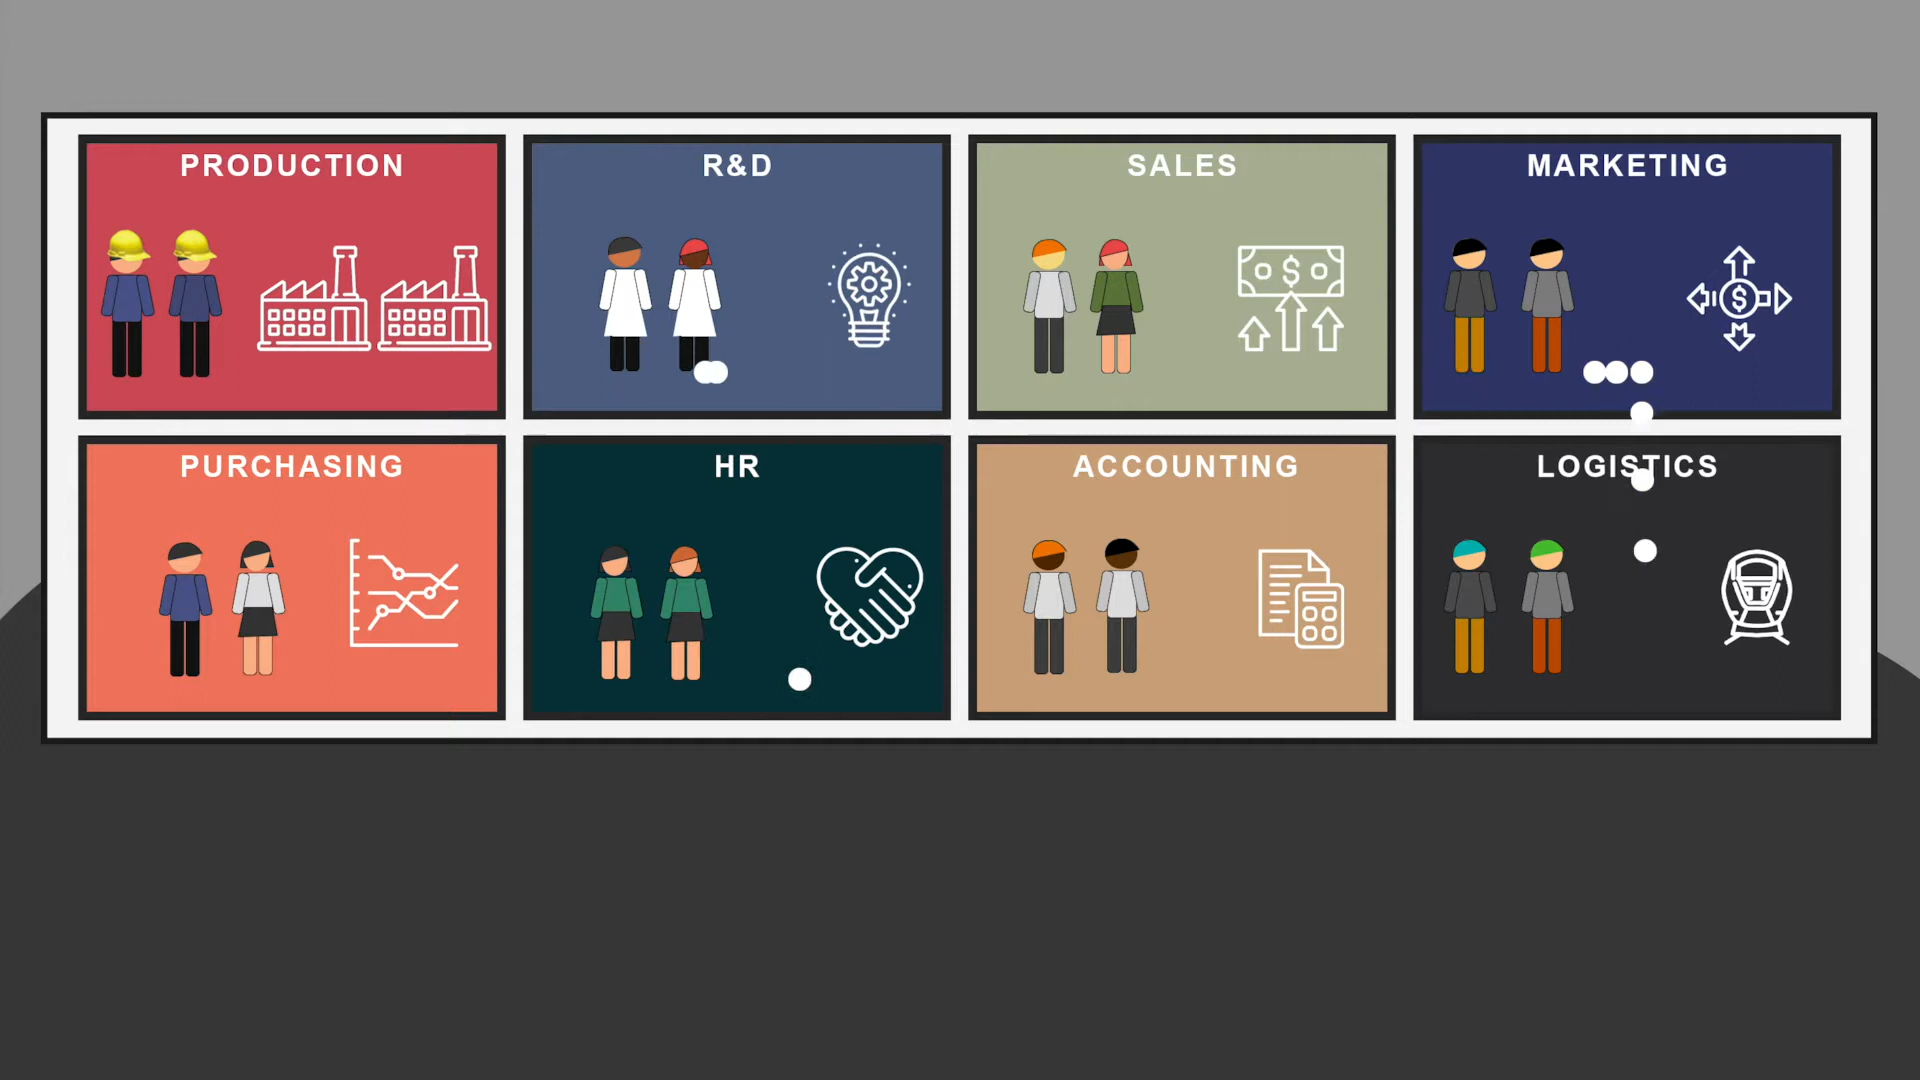 PRODUCTION
R&D
SALES
MARKETING
$
$
PURCHASING
HR
ACCOUNTING
LOGISTICS